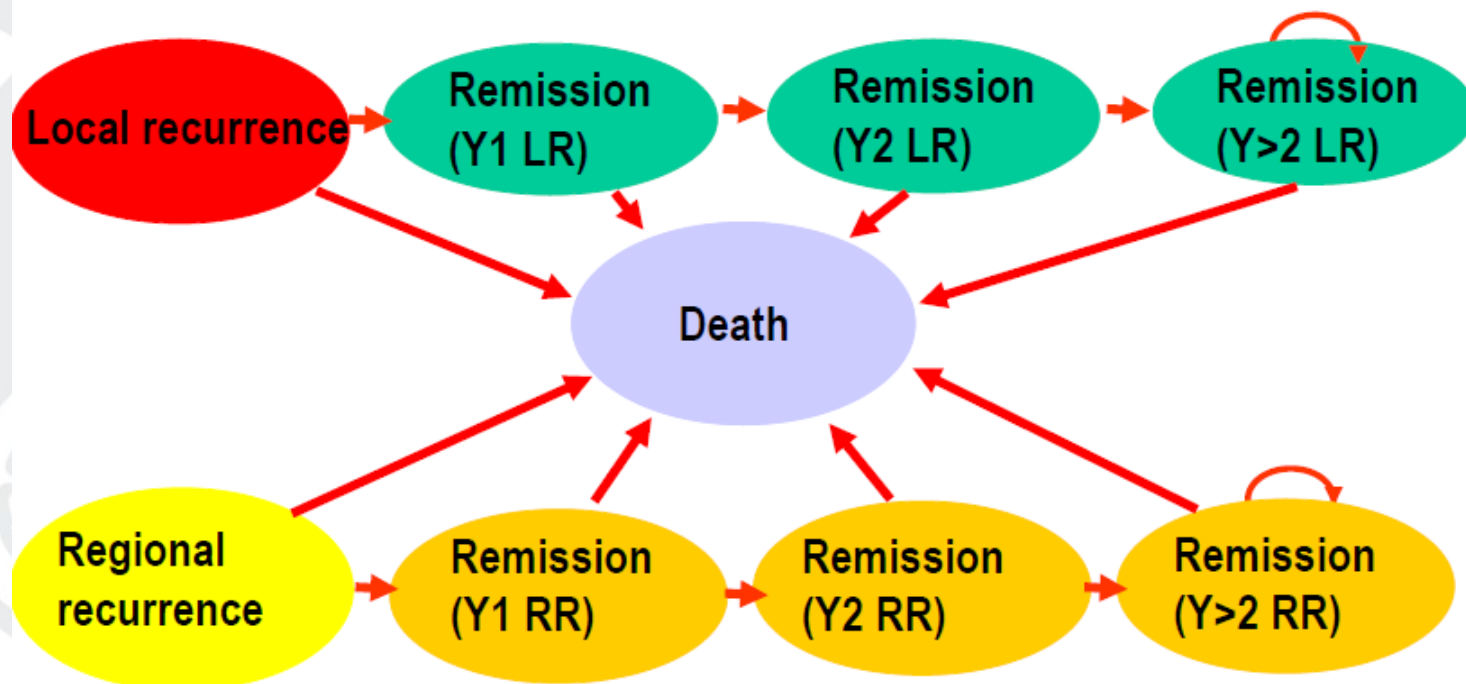 Local recurrence
Remission
(Y1 LR)
Remission
(Y2 LR)
Remission
(Y>2 LR)
Death
Regional
recurrence
Remission
(Y1 RR)
Remission
(Y2 RR)
Remission
(Y>2 RR)